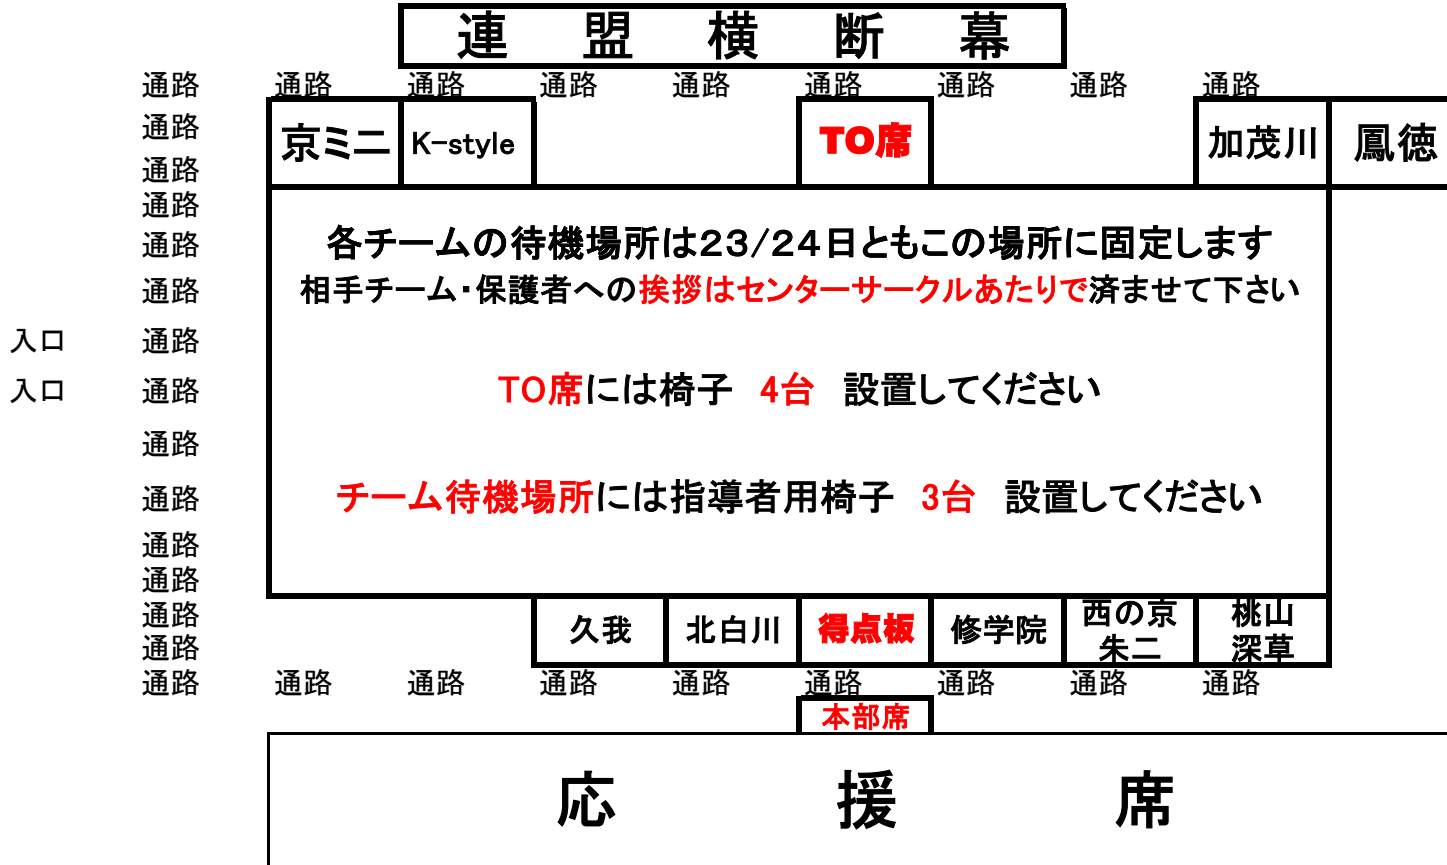 連盟横断幕
通路 通路 通路 通路 通路 通路 通路 通路 通路
通路 京ミニ K-style TO席 加茂川 鳳徳
通路
通路
通路 各チームの待機場所は23/24日ともこの場所に固定します
通路 相手チーム・保護者への挨拶はセンターサークルあたりで済ませて下さい
入口 通路
入口 通路 TO席には椅子 4台 設置してください
通路
通路 チーム待機場所には指導者用椅子 3台 設置してください
通路
通路
通路 久我 北白川 得点板 修学院 西の京 桃山
通路 朱二 深草
通路 通路 通路 通路 通路 通路 通路 通路 通路
本部席
応援席